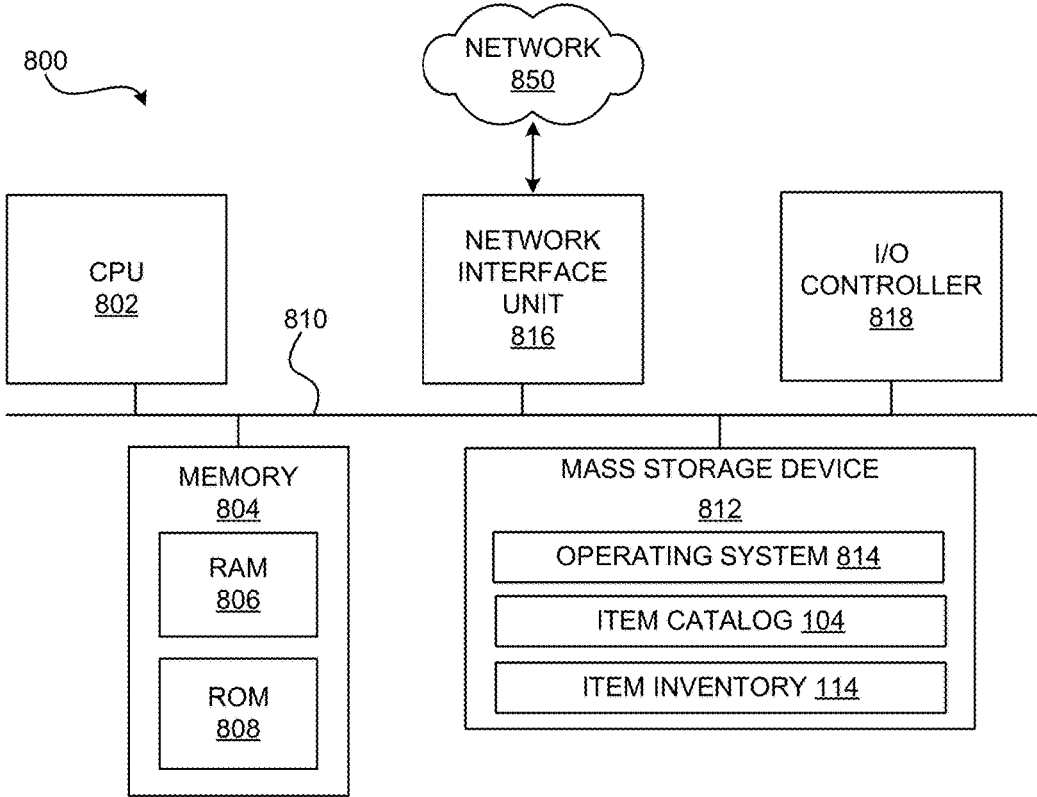 800
NETWORK
850
CPU
802
NETWORK
INTERFACE
UNIT
816
I/O
CONTROLLER
818
810
MEMORY
804
RAM
806
ROM
808
MASS STORAGE DEVICE
812
OPERATING SYSTEM 814
ITEM CATALOG 104
ITEM INVENTORY 114